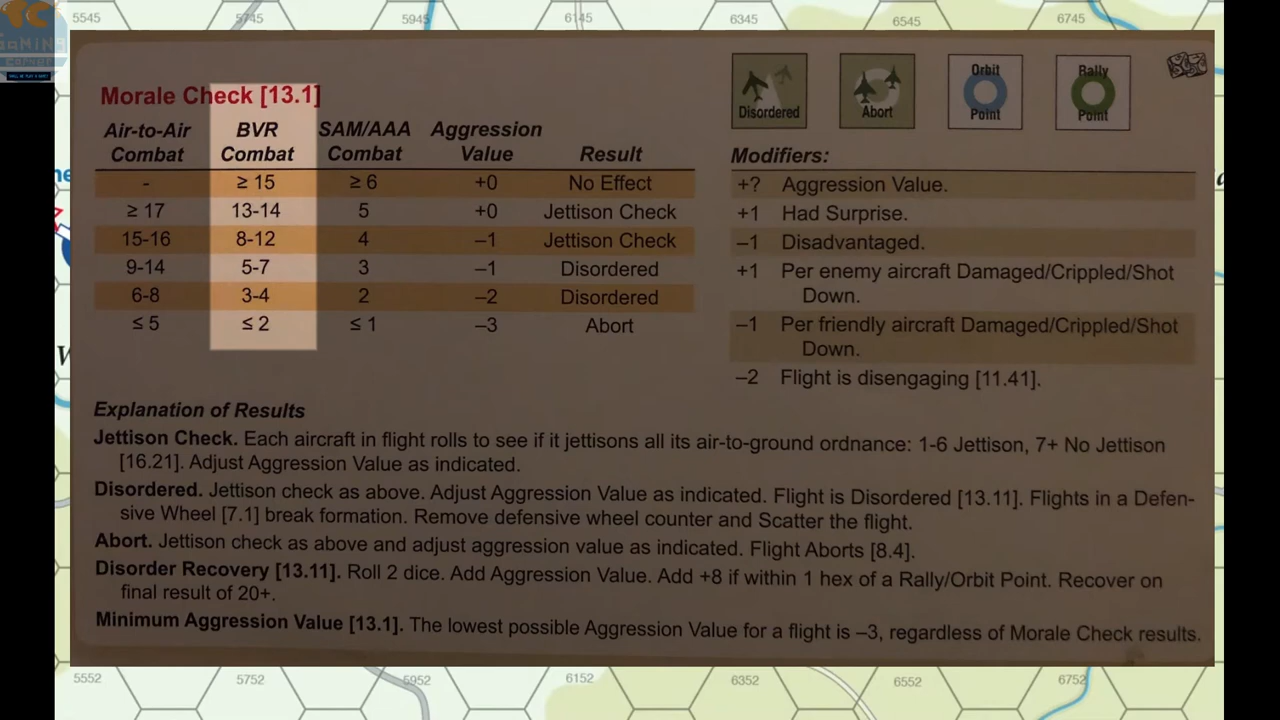 5545 5745 5945 6145 6345 6545 6745
TC
GAMING
CORNER
Morale Check [13.1]
Air-to-Air Combat BVR Combat SAM/AAA Combat Aggression Value Result
- ≥ 15 ≥ 6 +0 No Effect
≥ 17 13-14 5 +0 Jettison Check
15-16 8-12 4 –1 Jettison Check
9-14 5-7 3 –1 Disordered
6-8 3-4 2 –2 Disordered
≤ 5 ≤ 2 ≤ 1 –3 Abort
Disordered
Abort
Orbit
Point
Rally
Point
Modifiers:
+? Aggression Value.
+1 Had Surprise.
–1 Disadvantaged.
+1 Per enemy aircraft Damaged/Crippled/Shot
Down.
–1 Per friendly aircraft Damaged/Crippled/Shot
Down.
–2 Flight is disengaging [11.41].
Explanation of Results
Jettison Check. Each aircraft in flight rolls to see if it jettisons all its air-to-ground ordnance: 1-6 Jettison, 7+ No Jettison
[16.21]. Adjust Aggression Value as indicated.
Disordered. Jettison check as above. Adjust Aggression Value as indicated. Flight is Disordered [13.11]. Flights in a Defen-
sive Wheel [7.1] break formation. Remove defensive wheel counter and Scatter the flight.
Abort. Jettison check as above and adjust aggression value as indicated. Flight Aborts [8.4].
Disorder Recovery [13.11]. Roll 2 dice. Add Aggression Value. Add +8 if within 1 hex of a Rally/Orbit Point. Recover on
final result of 20+.
Minimum Aggression Value [13.1]. The lowest possible Aggression Value for a flight is –3, regardless of Morale Check results.
5552 5752 5952 6152 6352 6552 6752